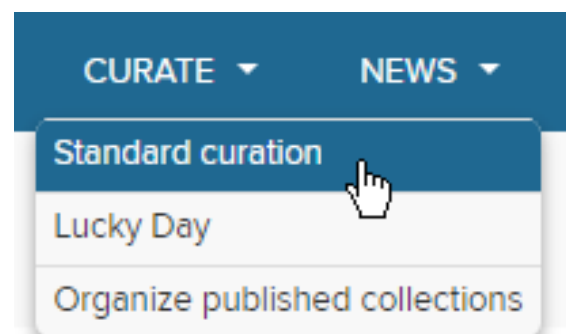 CURATE NEWS
Standard curation
Lucky Day
Organize published collections